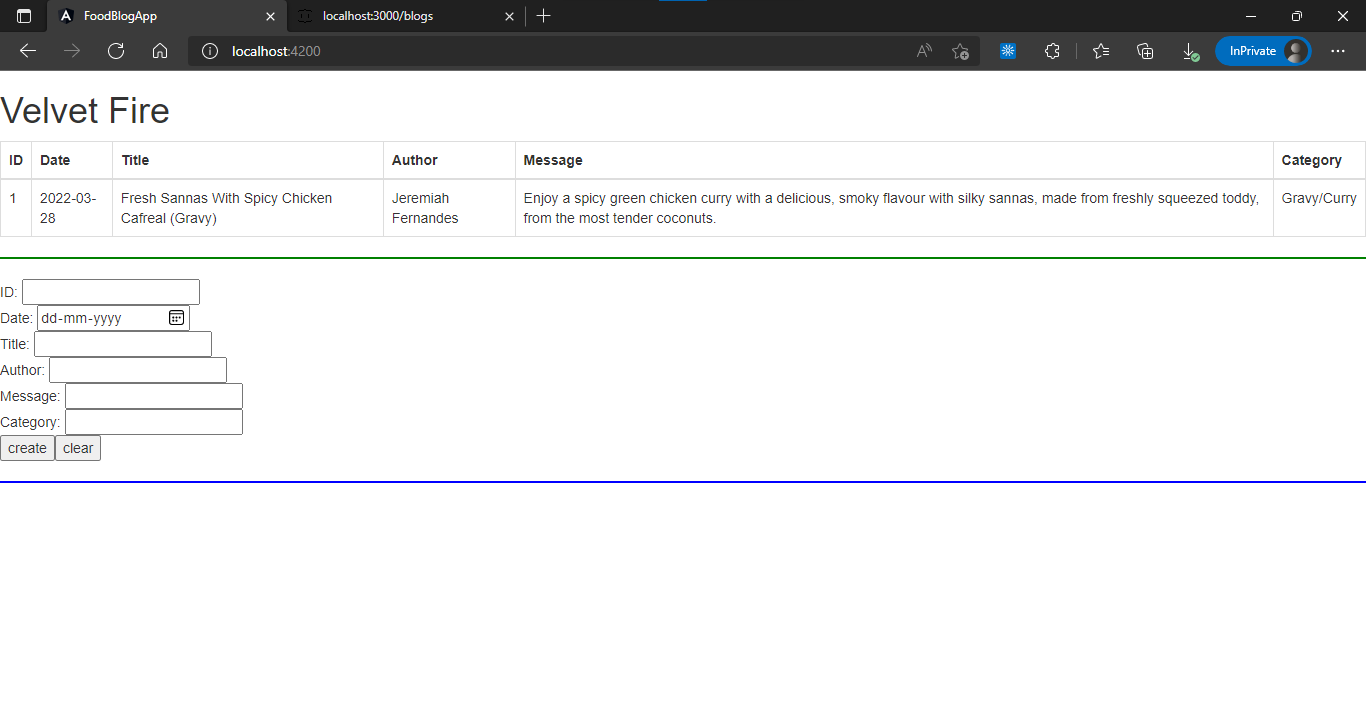 FoodBlogApp
localhost:3000/blogs
localhost:4200
InPrivate
Velvet Fire
ID Date Title Author Message Category
1 2022-03- Fresh Sannas With Spicy Chicken Jeremiah Enjoy a spicy green chicken curry with a delicious, smoky flavour with silky sannas, made from freshly squeezed toddy, Gravy/Curry
28 Cafreal (Gravy) Fernandes from the most tender coconuts.
ID:
Date: dd-mm-yyyy
Title:
Author:
Message:
Category:
create clear